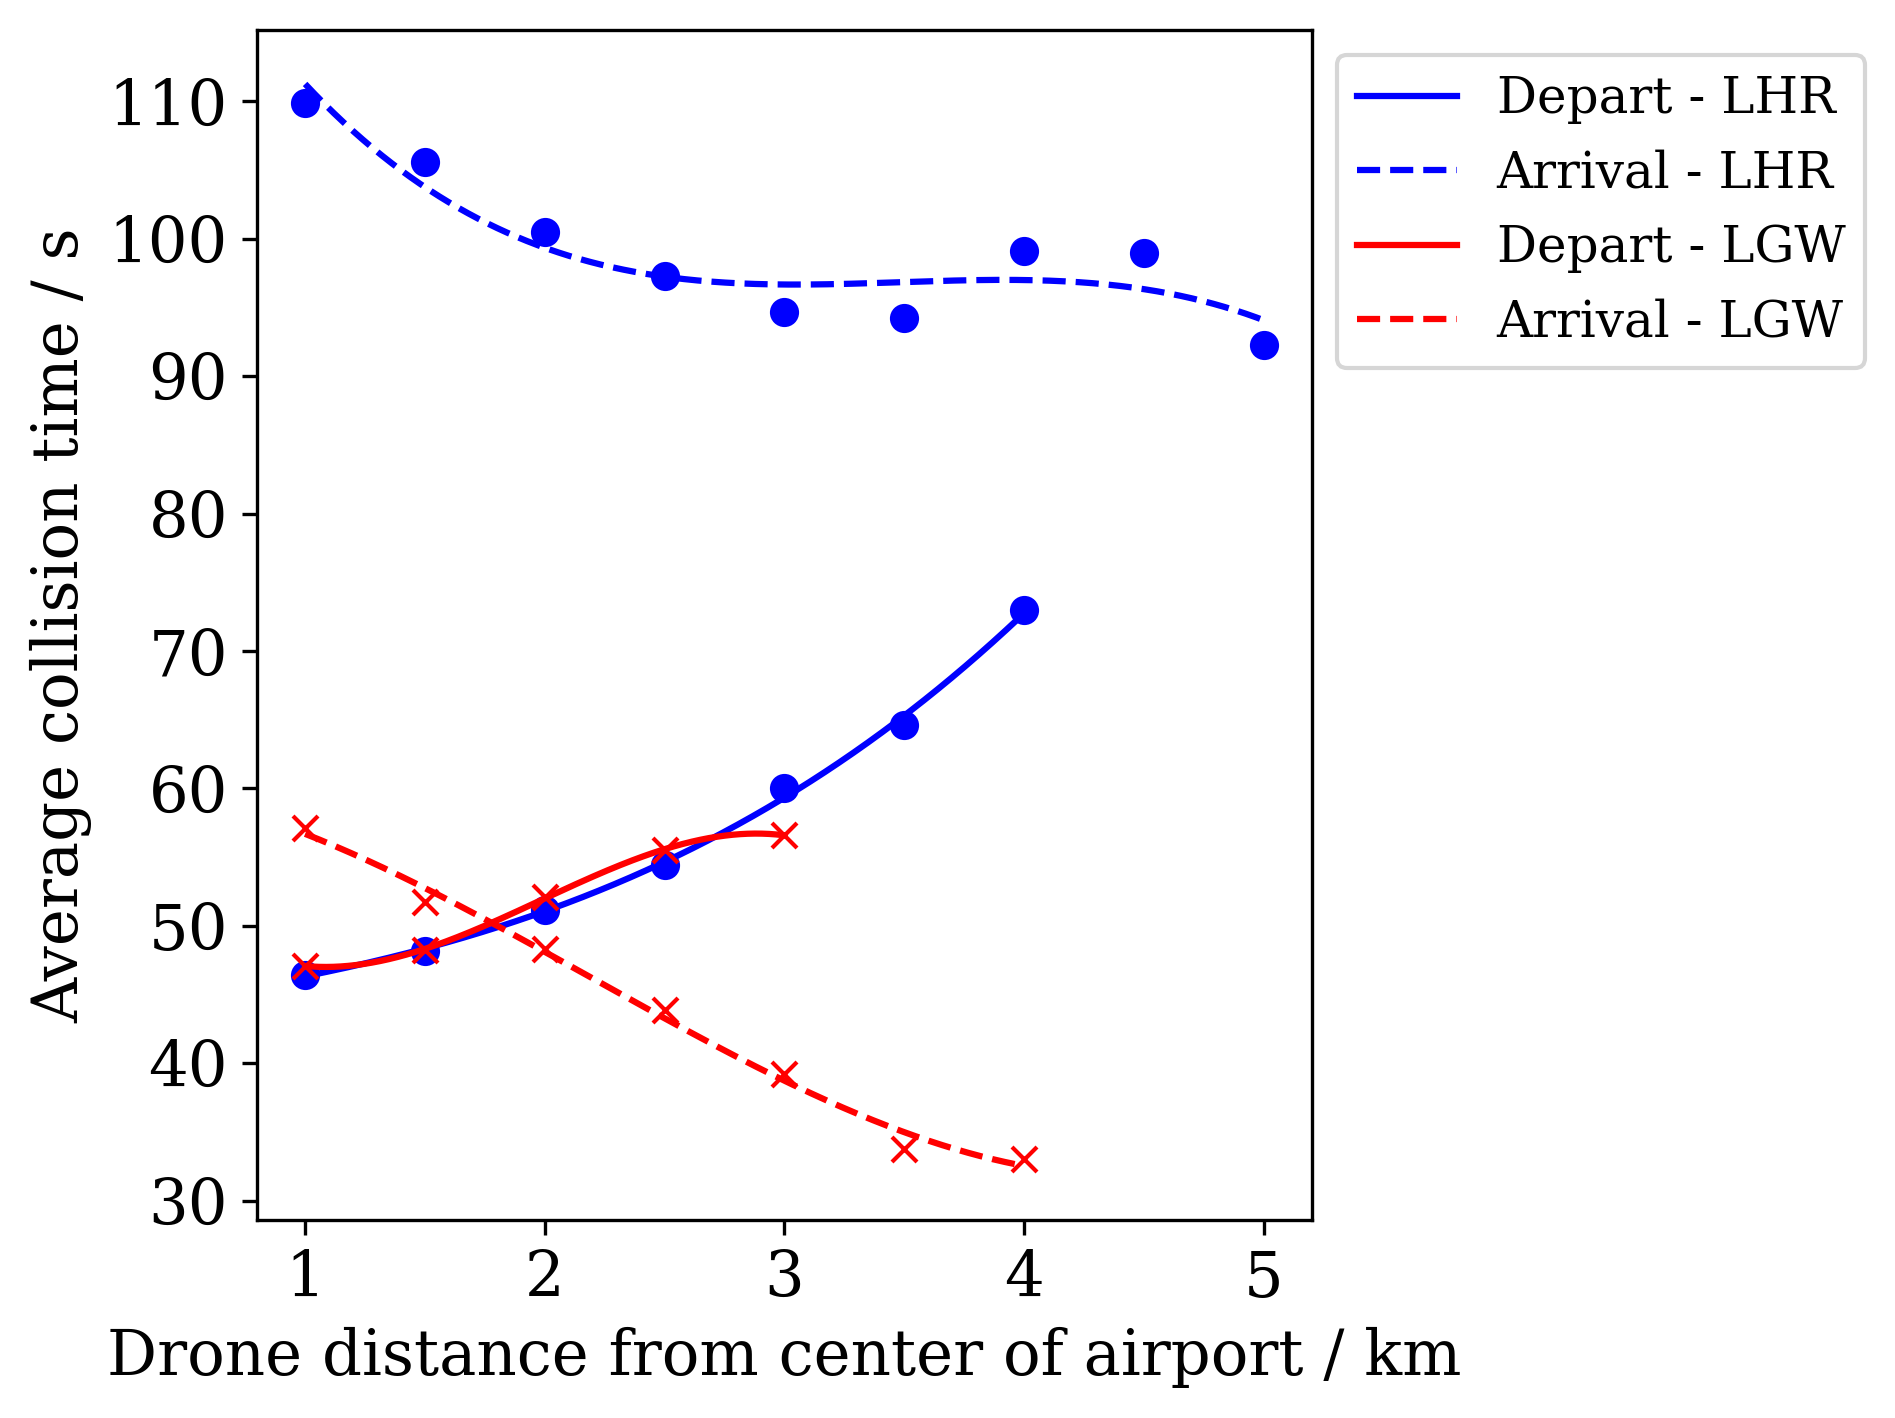 110
100
90
80
70
60
50
40
30
Average collision time / s
1 2 3 4 5
Drone distance from center of airport / km
Depart - LHR
Arrival - LHR
Depart - LGW
Arrival - LGW